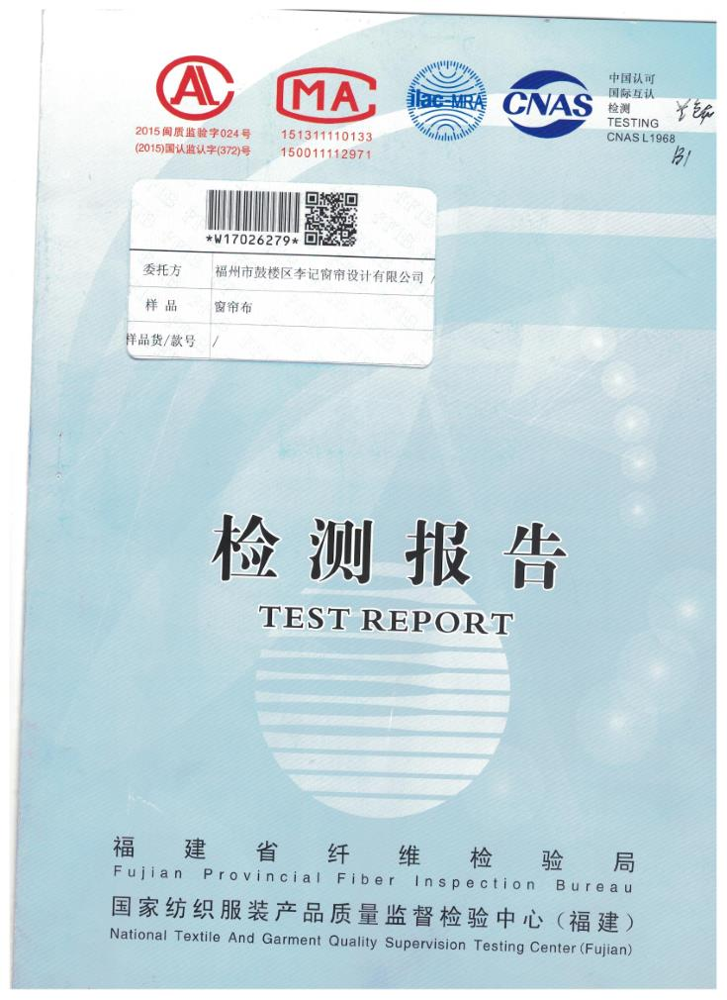 CAL
MA
ilac-MRA
CNAS
中国认可
国际互认
检测
TESTING
CNAS L1968
2015闽质监验字024号
(2015)国认监认字(372)号
151311110133
150011112971
B1
*W17026279*
委托方 福州市鼓楼区李记窗帘设计有限公司 /
样 品 窗帘布
样品货/款号 /
检测报告
TEST REPORT
福建省纤维检验局
Fujian Provincial Fiber Inspection Bureau
国家纺织服装产品质量监督检验中心（福建）
National Textile And Garment Quality Supervision Testing Center (Fujian)